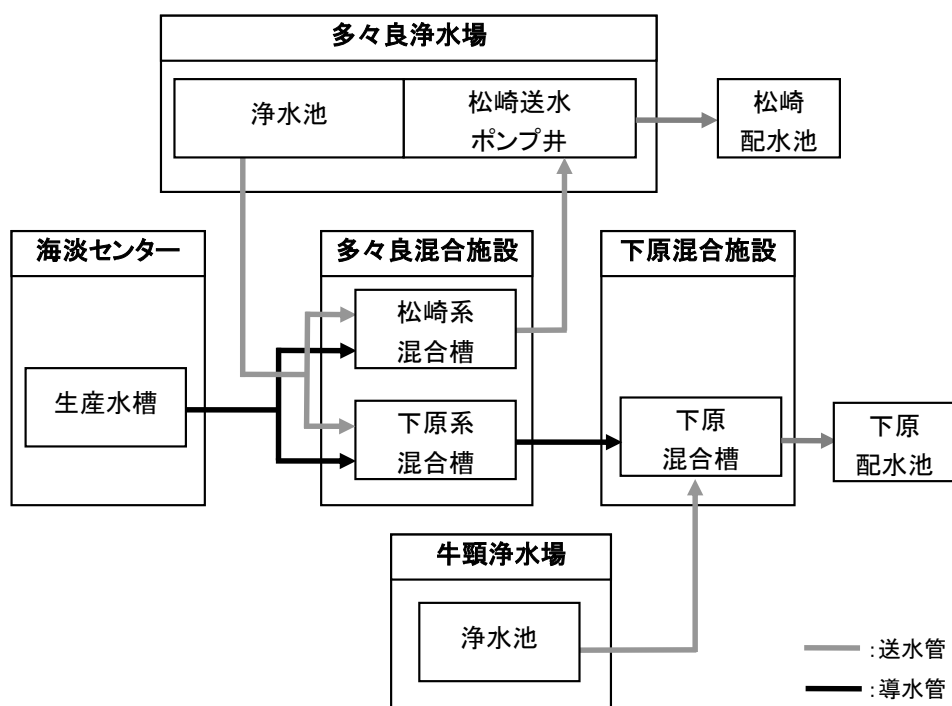 多々良浄水場
浄水池
松崎送水
ポンプ井
松崎
配水池
海淡センター
生産水槽
多々良混合施設
松崎系
混合槽
下原系
混合槽
下原混合施設
下原
混合槽
下原
配水池
牛頸浄水場
浄水池
:送水管
:導水管